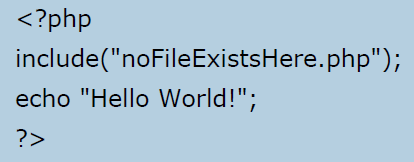 <?php
include("noFileExistsHere.php");
echo "Hello World!";
?>